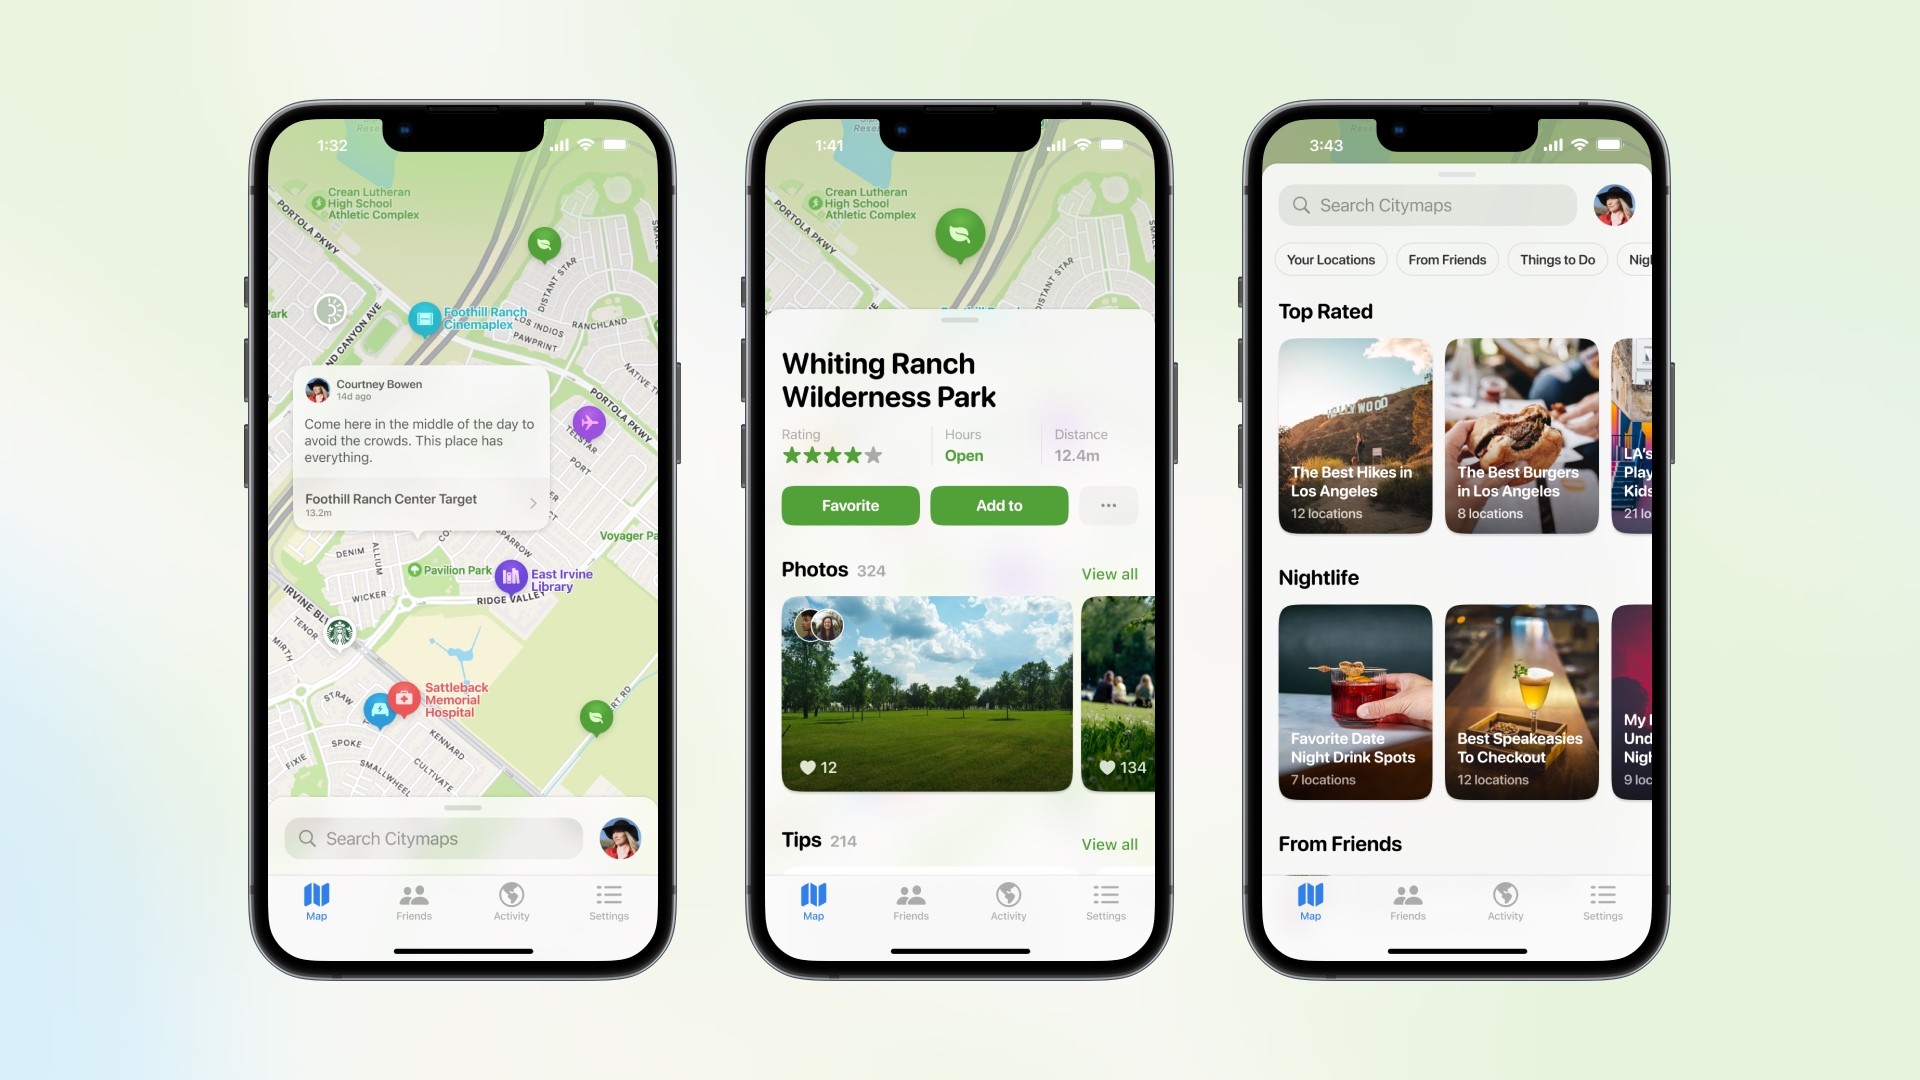 1:32
Crean Lutheran
High School
Athletic Complex
PORTOLA PKWY
DISTANT STAR
Park
Foothill Ranch
Cinemaplex
LOS INDIOS
RANCHLAND
PAWPRINT
ND CANYON AVE
NATIVE T
PORTOLA PKWY
Courtney Bowen
14d ago
Come here in the middle of the day to
avoid the crowds. This place has
everything.
TELSTAR
PORT
Foothill Ranch Center Target
13.2m
SPARROW
Voyager Pa
DENIM
ALLIUM
Pavilion Park
East Irvine
Library
WICKER
RIDGE VALLEY
IRVINE BLV
TENOR
MIRTH
STRAW
Sattleback
Memorial
Hospital
RT RD
SPOKE
KENNARD
FIXIE
SMALLWHEEL
CULTIVATE
Search Citymaps
Map
Friends
Activity
Settings
1:41
Crean Lutheran
High School
Athletic Complex
PORTOLA PKWY
DISTANT STAR
Whiting Ranch
Wilderness Park
Rating
Hours
Distance
Open
12.4m
Favorite
Add to
Photos 324
View all
12
134
Tips 214
View all
Map
Friends
Activity
Settings
3:43
Search Citymaps
Your Locations
From Friends
Things to Do
Nig
Top Rated
HOLLYWOOD
The Best Hikes in
Los Angeles
12 locations
The Best Burgers
in Los Angeles
8 locations
LA's
Play
Kids
21 lo
Nightlife
Favorite Date
Night Drink Spots
7 locations
Best Speakeasies
To Checkout
12 locations
My
Und
Nigh
9 loc
From Friends
Map
Friends
Activity
Settings